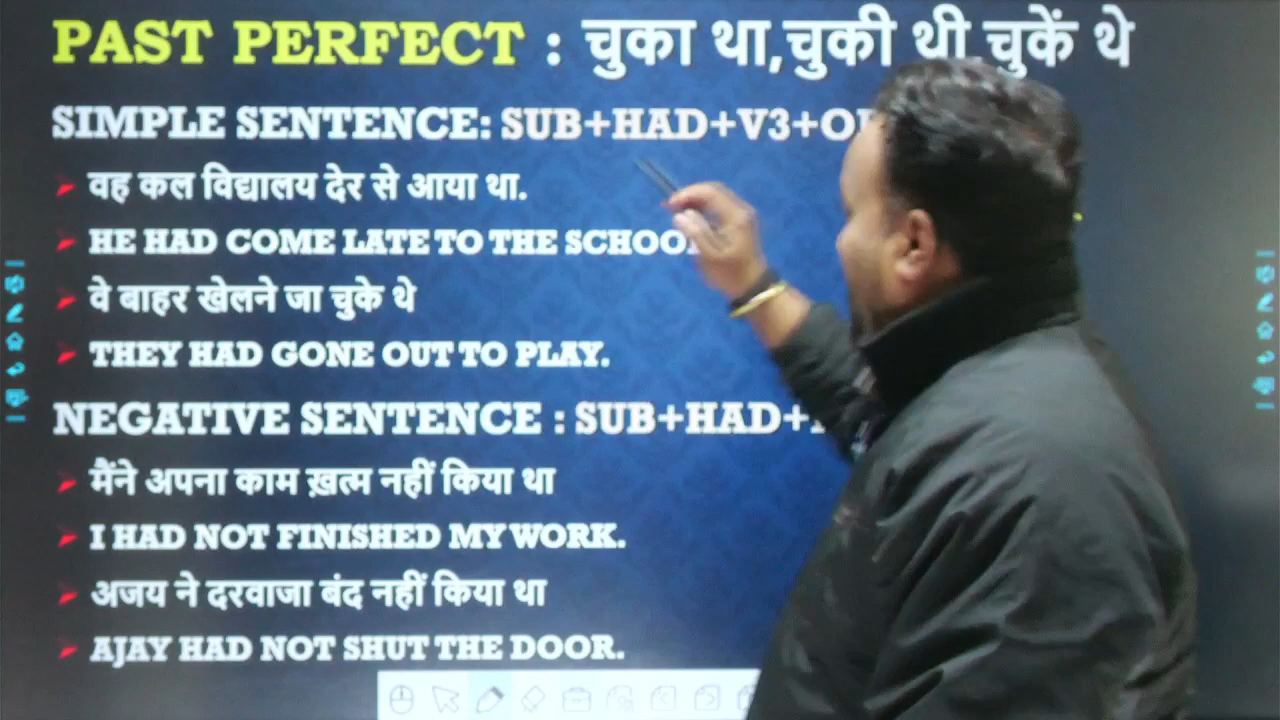 PAST PERFECT : चुका था,चुकी थी,चुकें थे
SIMPLE SENTENCE: SUB+HAD+V3+
वह कल विद्यालय देर से आया था.
HE HAD COME LATE TO THE SCHOOL
वे बाहर खेलने जा चुके थे
THEY HAD GONE OUT TO PLAY.
NEGATIVE SENTENCE : SUB+HAD+
मैंने अपना काम ख़त्म नहीं किया था
I HAD NOT FINISHED MY WORK.
अजय ने दरवाजा बंद नहीं किया था
AJAY HAD NOT SHUT THE DOOR.